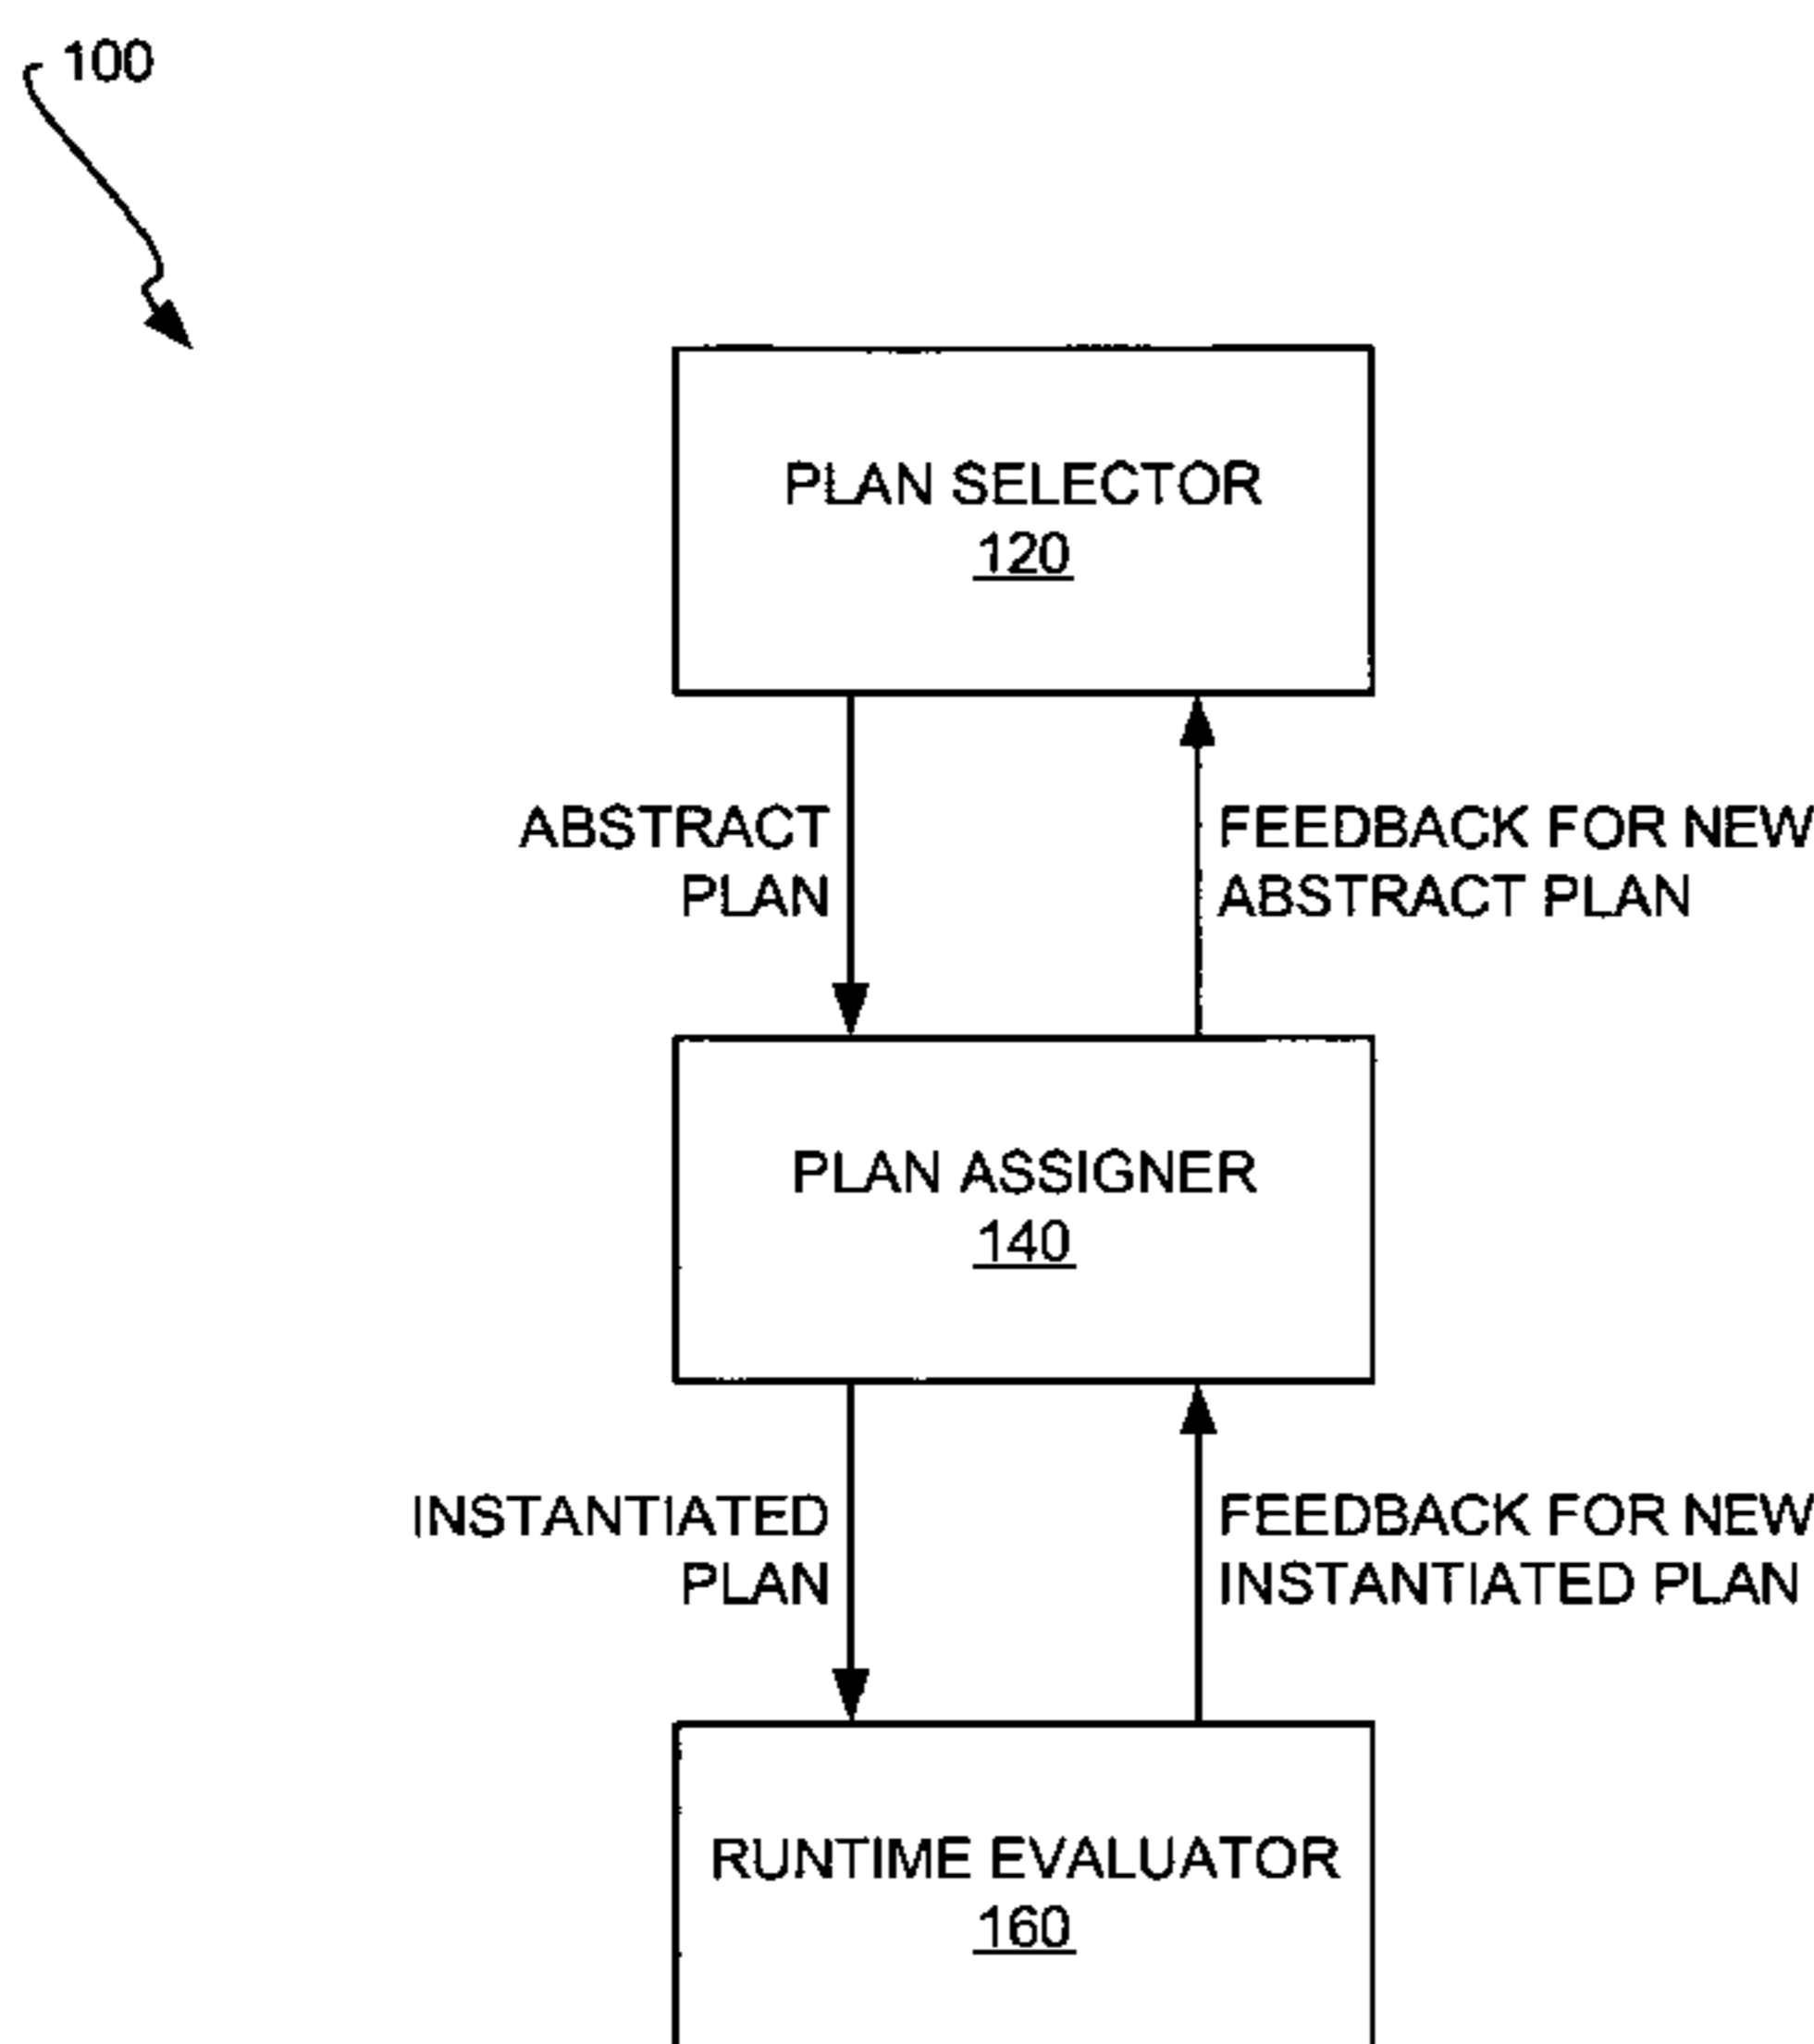 100
PLAN SELECTOR
120
ABSTRACT
PLAN
FEEDBACK FOR NEW
ABSTRACT PLAN
PLAN ASSIGNER
140
INSTANTIATED
PLAN
FEEDBACK FOR NEW
INSTANTIATED PLAN
RUNTIME EVALUATOR
160